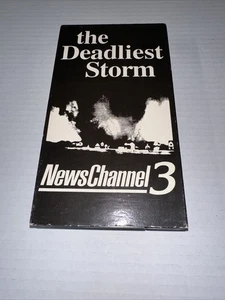 the
Deadliest
Storm
NewsChannel 3